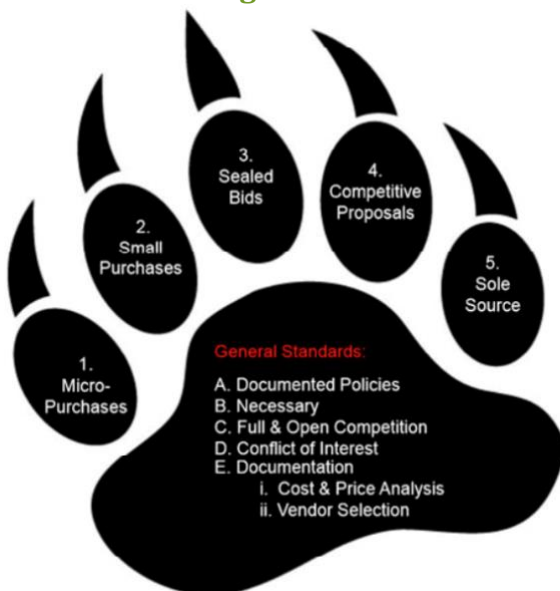 1.
Micro-
Purchases
2.
Small
Purchases
3.
Sealed
Bids
4.
Competitive
Proposals
5.
Sole
Source
General Standards:
A. Documented Policies
B. Necessary
C. Full & Open Competition
D. Conflict of Interest
E. Documentation
i. Cost & Price Analysis
ii. Vendor Selection